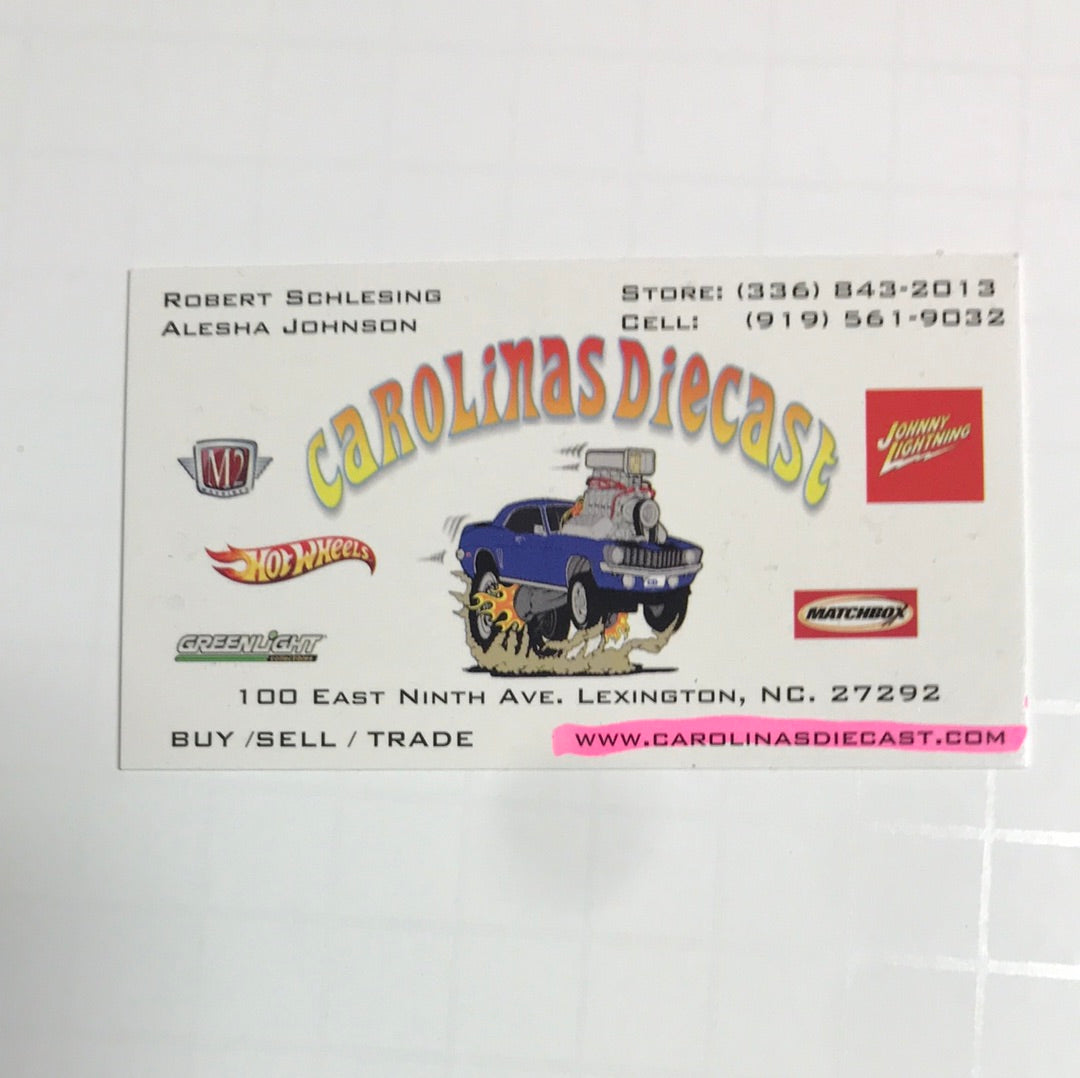 ROBERT SCHLESING
ALESHA JOHNSON
STORE: (336) 843-2013
CELL: (919) 561-9032
CAROLINAS DIECAST
M2
JOHNNY
LIGHTNING
HOT WHEELS
MATCHBOX
GREENLIGHT
100 EAST NINTH AVE. LEXINGTON, NC. 27292
BUY /SELL / TRADE
WWW.CAROLINASDIECAST.COM